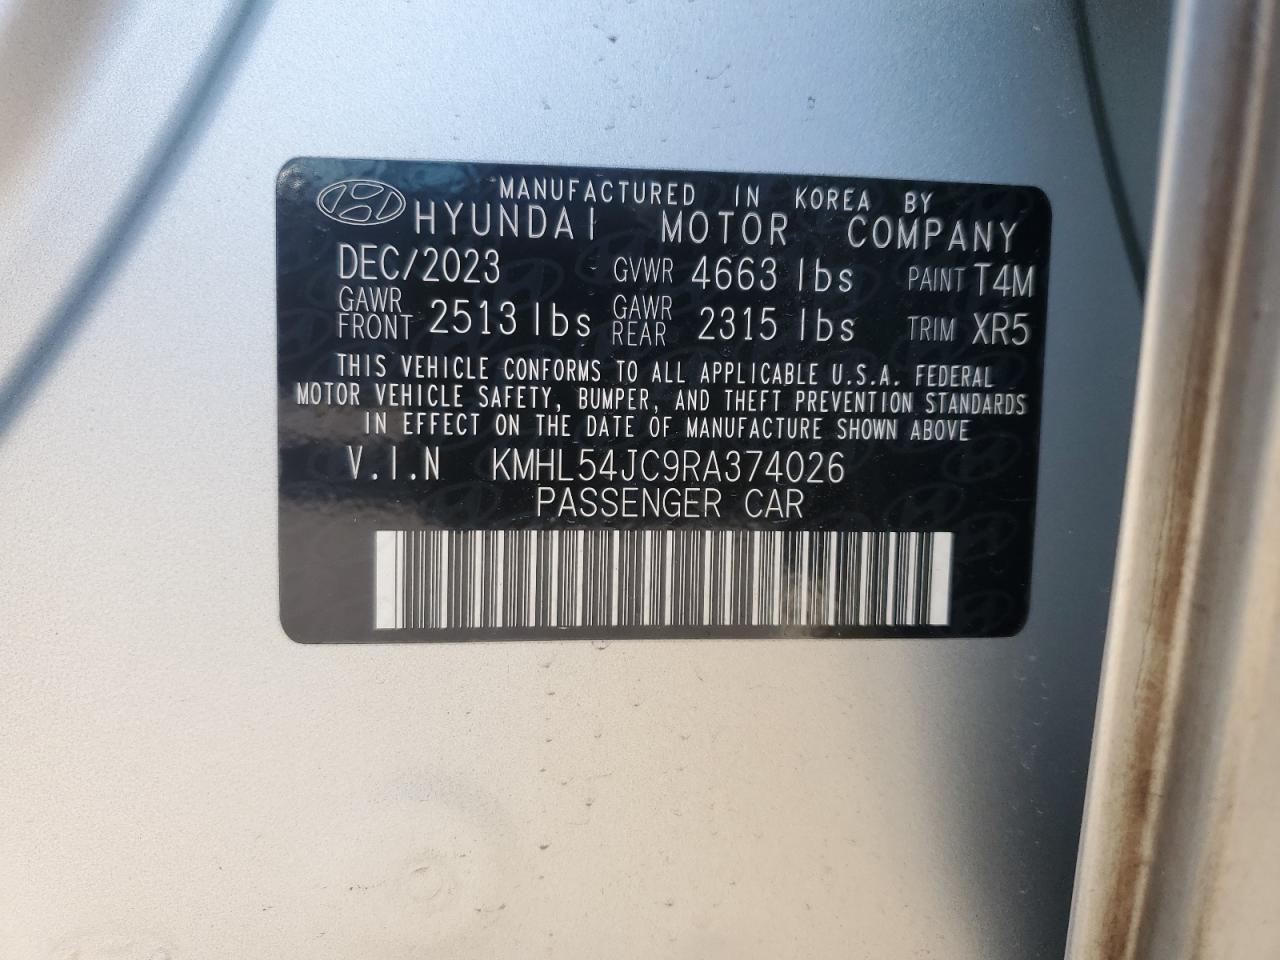 MANUFACTURED IN KOREA BY
HYUNDAI MOTOR COMPANY
DEC/2023 GVWR 4663 lbs PAINT T4M
GAWR FRONT 2513 lbs GAWR REAR 2315 lbs TRIM XR5
THIS VEHICLE CONFORMS TO ALL APPLICABLE U.S.A. FEDERAL
MOTOR VEHICLE SAFETY, BUMPER, AND THEFT PREVENTION STANDARDS
IN EFFECT ON THE DATE OF MANUFACTURE SHOWN ABOVE
V.I.N KMHL54JC9RA374026
PASSENGER CAR